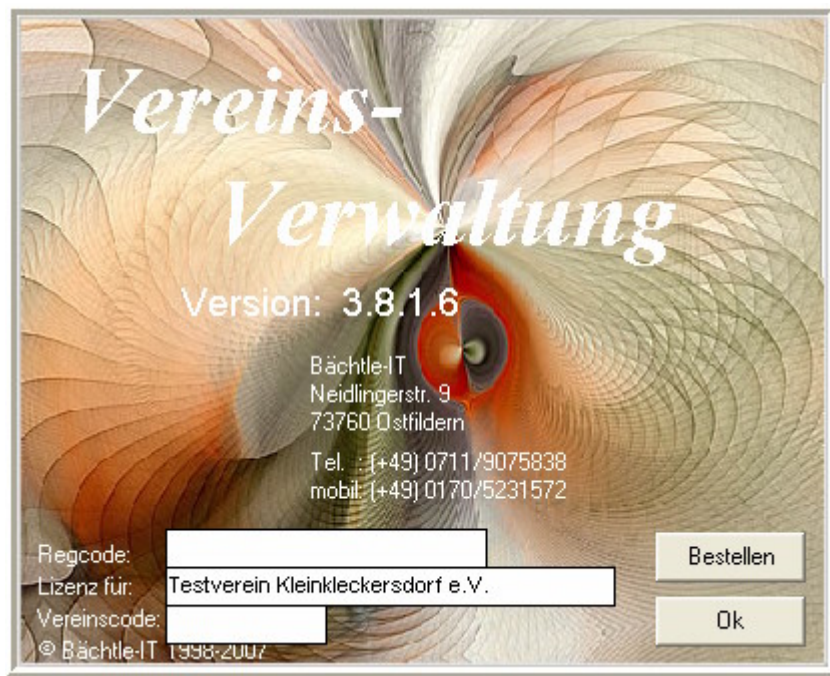 Vereins-
Verwaltung
Version: 3.8.1.6
Bächtle-IT
Neidlingerstr. 9
73760 Ostfildern
Tel. : (+49) 0711/9075838
mobil: (+49) 0170/5231572
Regcode:
Lizenz für: Testverein Kleinkleckersdorf e.V.
Vereinscode:
© Bächtle-IT 1998-2007
Bestellen
Ok